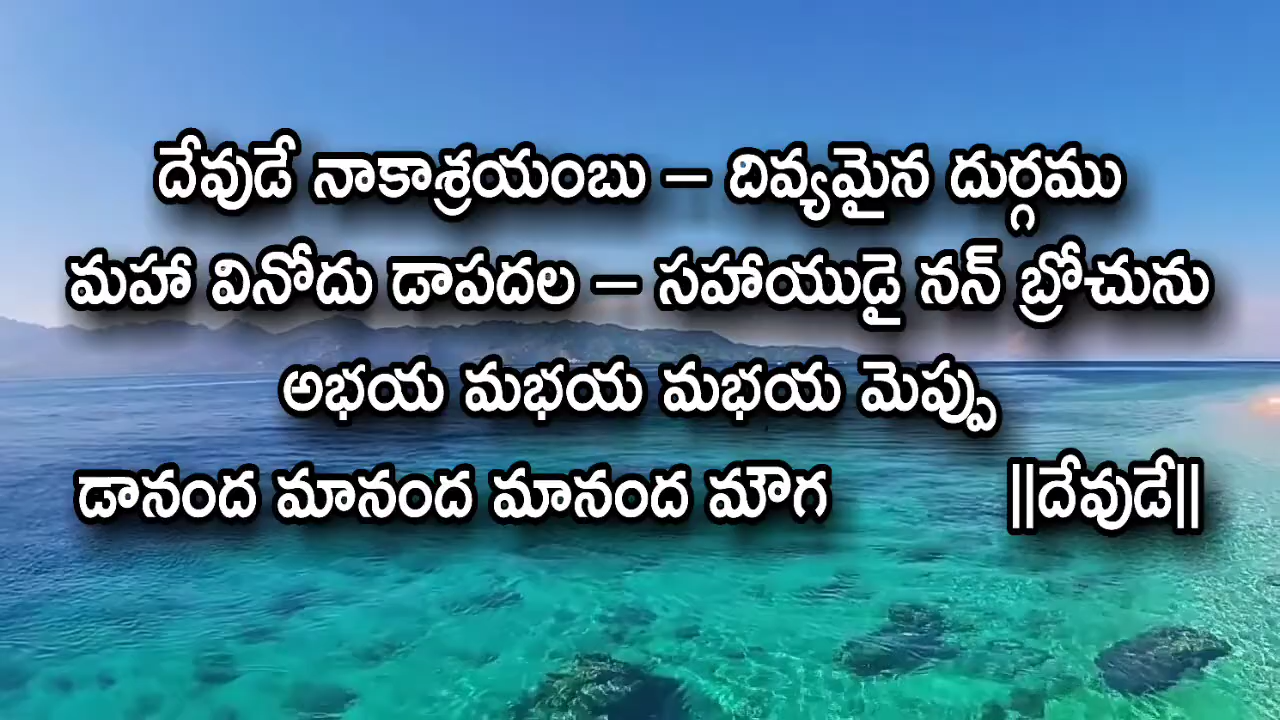 దేవుడే నాకాశ్రయంబు – దివ్యమైన దుర్గము
మహా వినోదు డాపదల – సహాయుడై నన్ బ్రోచును
అభయ మభయ మభయ మెప్పు
డానంద మానంద మానంద మౌగ ||దేవుడే||